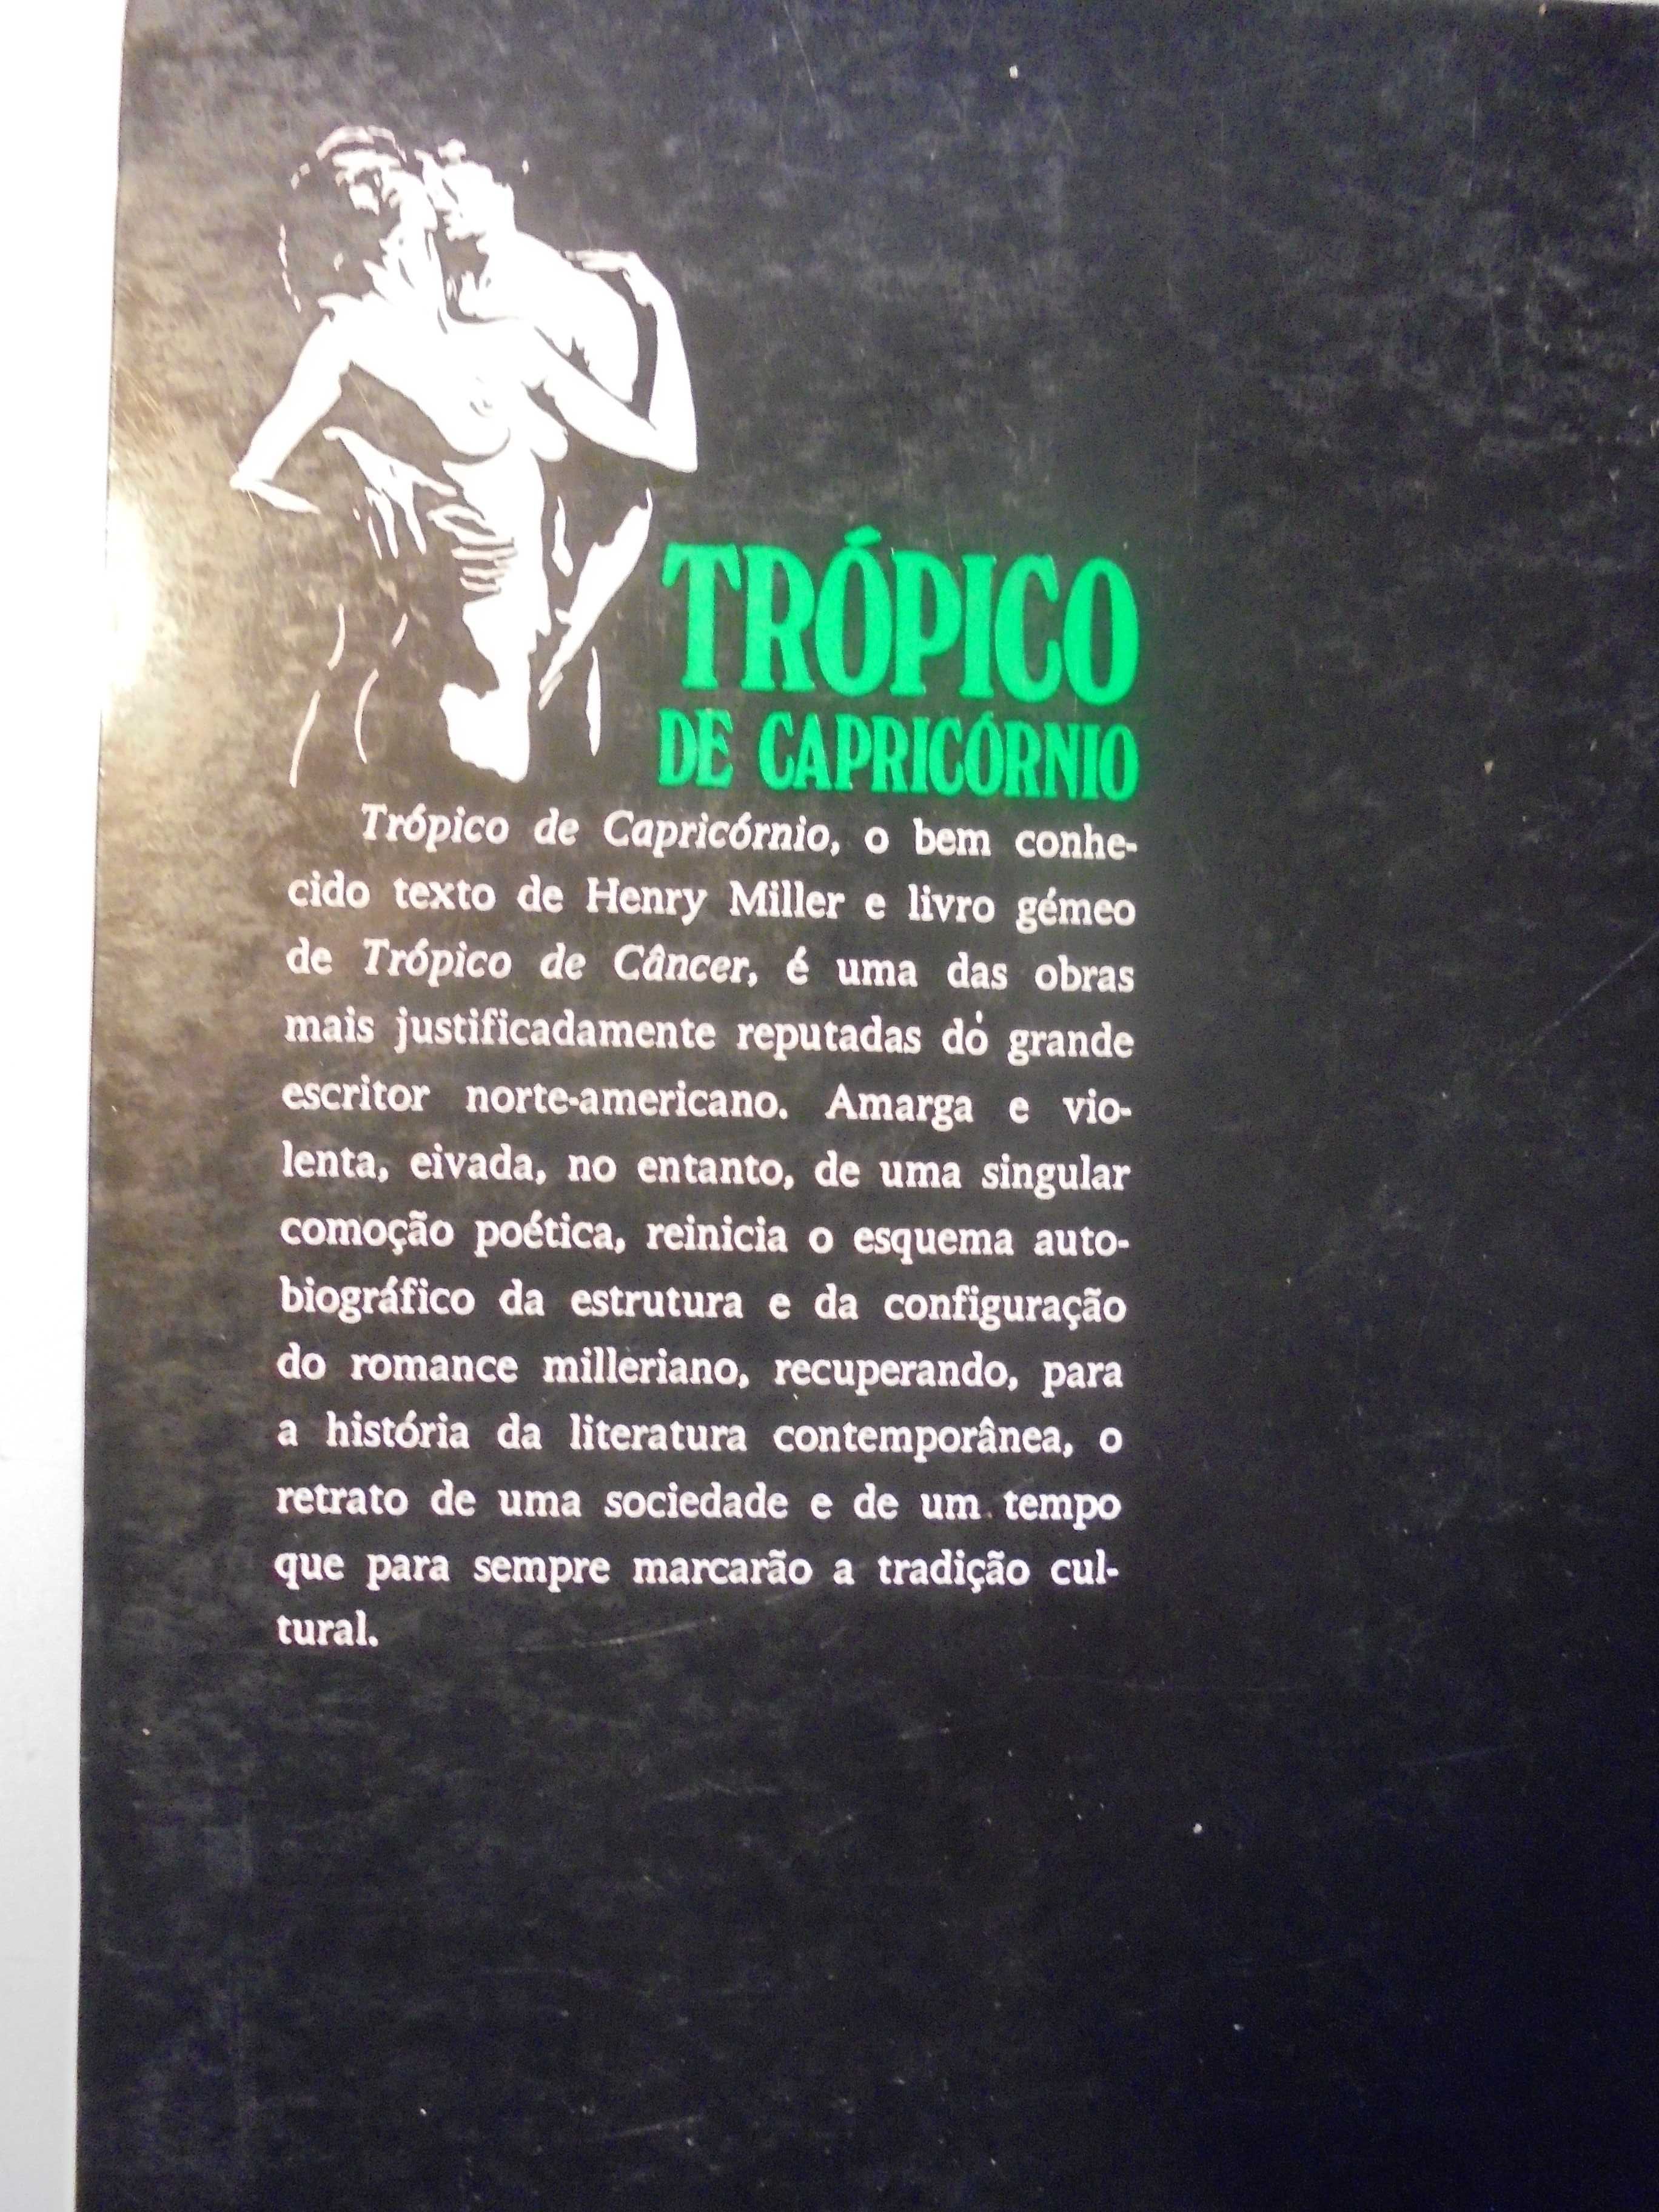 TRÓPICO
DE CAPRICÓRNIO
Trópico de Capricórnio, o bem conhe-
cido texto de Henry Miller e livro gémeo
de Trópico de Câncer, é uma das obras
mais justificadamente reputadas do grande
escritor norte-americano. Amarga e vio-
lenta, eivada, no entanto, de uma singular
comoção poética, reinicia o esquema auto-
biográfico da estrutura e da configuração
do romance milleriano, recuperando, para
a história da literatura contemporânea, o
retrato de uma sociedade e de um tempo
que para sempre marcarão a tradição cul-
tural.